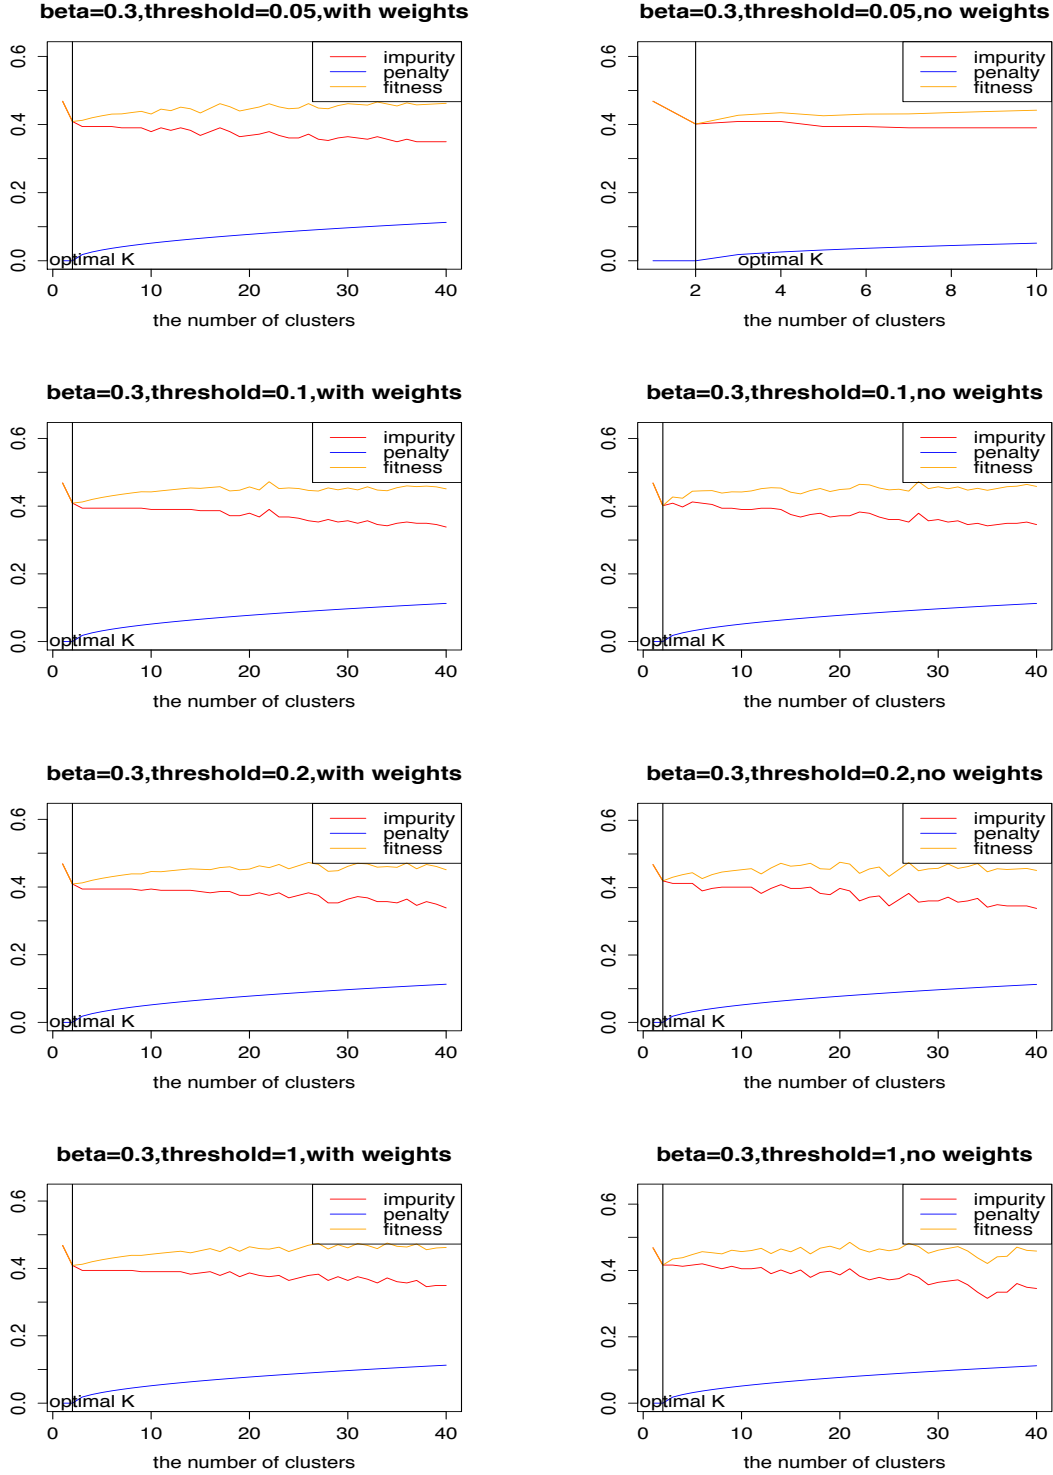 beta=0.3,threshold=0.05,with weights
0.0 0.2 0.4 0.6
impurity
penalty
fitness
optimal K
0 10 20 30 40
the number of clusters
beta=0.3,threshold=0.05,no weights
0.0 0.2 0.4 0.6
impurity
penalty
fitness
optimal K
2 4 6 8 10
the number of clusters
beta=0.3,threshold=0.1,with weights
0.0 0.2 0.4 0.6
impurity
penalty
fitness
optimal K
0 10 20 30 40
the number of clusters
beta=0.3,threshold=0.1,no weights
0.0 0.2 0.4 0.6
impurity
penalty
fitness
optimal K
0 10 20 30 40
the number of clusters
beta=0.3,threshold=0.2,with weights
0.0 0.2 0.4 0.6
impurity
penalty
fitness
optimal K
0 10 20 30 40
the number of clusters
beta=0.3,threshold=0.2,no weights
0.0 0.2 0.4 0.6
impurity
penalty
fitness
optimal K
0 10 20 30 40
the number of clusters
beta=0.3,threshold=1,with weights
0.0 0.2 0.4 0.6
impurity
penalty
fitness
optimal K
0 10 20 30 40
the number of clusters
beta=0.3,threshold=1,no weights
0.0 0.2 0.4 0.6
impurity
penalty
fitness
optimal K
0 10 20 30 40
the number of clusters